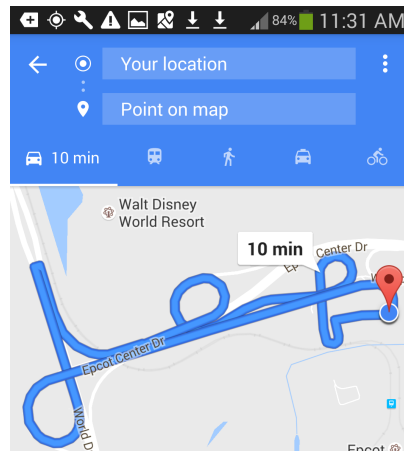 84% 11:31 AM
Your location
Point on map
10 min
Walt Disney
World Resort
10 min
Center Dr
Ep
W
Epcot Center Dr
World D
Epcot